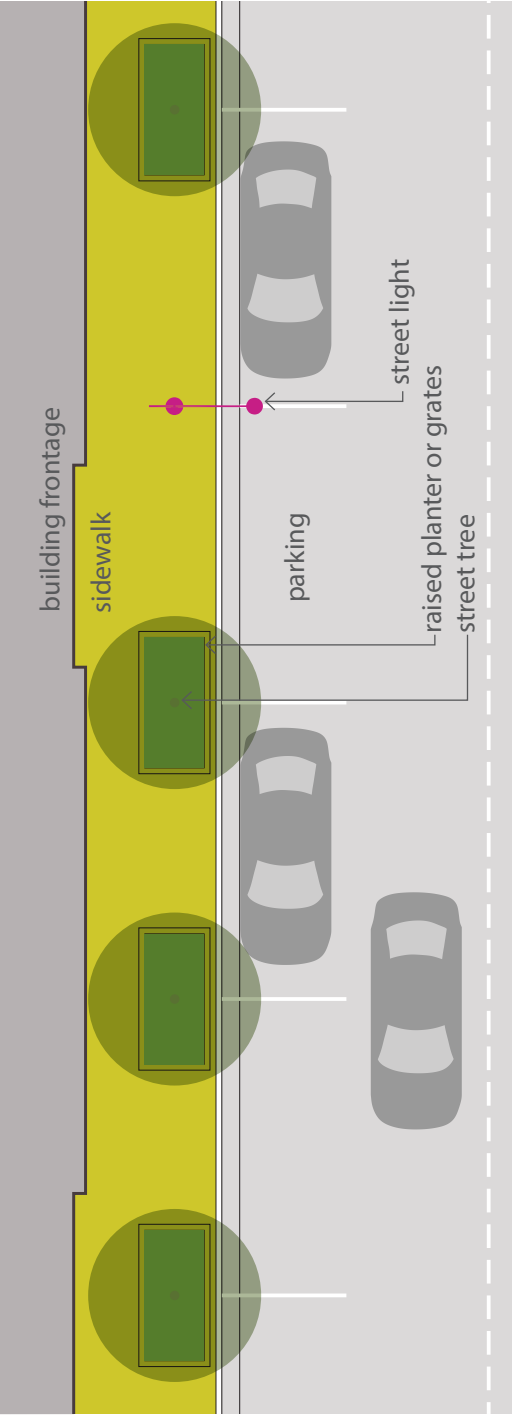 building frontage
sidewalk
parking
street light
raised planter or grates
street tree